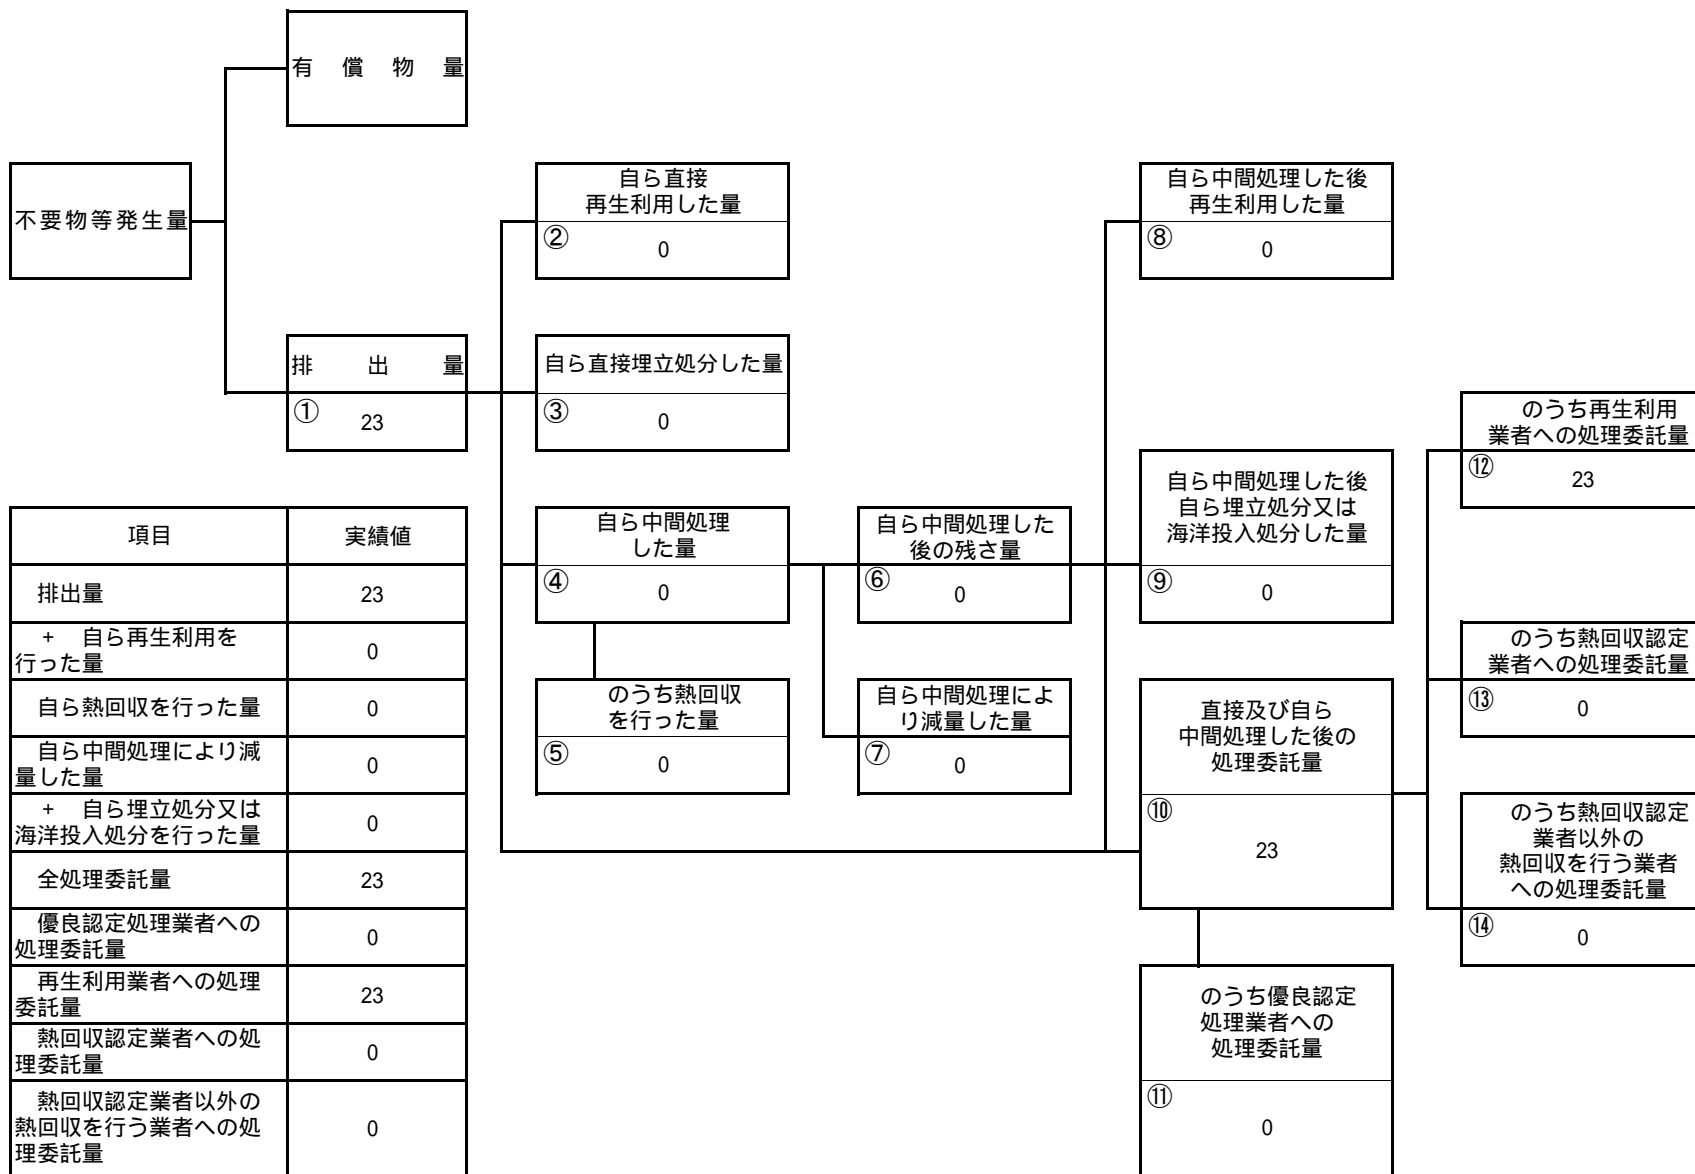 有償物量
不要物等発生量
自ら直接
再生利用した量
② 0
自ら中間処理した後
再生利用した量
⑧ 0
排出量
① 23
自ら直接埋立処分した量
③ 0
のうち再生利用
業者への処理委託量
⑫ 23
自ら中間処理
した量
④ 0
自ら中間処理した
後の残さ量
⑥ 0
自ら中間処理した後
自ら埋立処分又は
海洋投入処分した量
⑨ 0
のうち熱回収認定
業者への処理委託量
⑬ 0
のうち熱回収
を行った量
⑤ 0
自ら中間処理によ
り減量した量
⑦ 0
直接及び自ら
中間処理した後の
処理委託量
⑩
23
のうち熱回収認定
業者以外の
熱回収を行う業者
への処理委託量
⑭ 0
のうち優良認定
処理業者への
処理委託量
⑪
0
項目 実績値
排出量 23
+ 自ら再生利用を
行った量 0
自ら熱回収を行った量 0
自ら中間処理により減
量した量 0
+ 自ら埋立処分又は
海洋投入処分を行った量 0
全処理委託量 23
優良認定処理業者への
処理委託量 0
再生利用業者への処理
委託量 23
熱回収認定業者への処
理委託量 0
熱回収認定業者以外の
熱回収を行う業者への処
理委託量 0